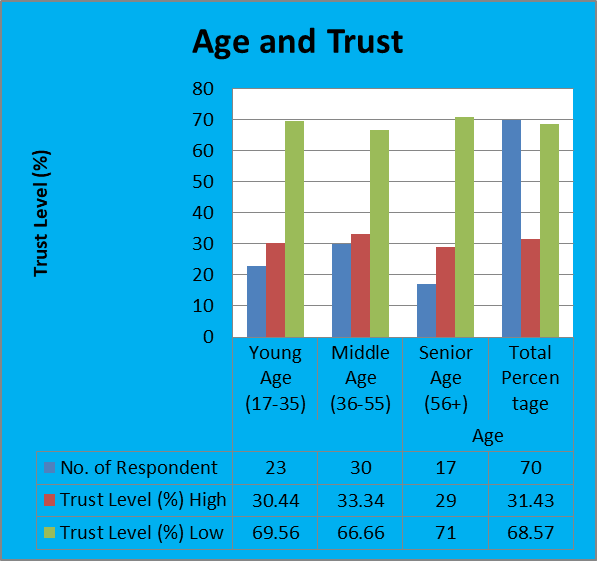 Age and Trust
Trust Level (%)
80
70
60
50
40
30
20
10
0
Young Middle Senior Total
Age Age Age Percen
(17-35) (36-55) (56+) tage
Age
No. of Respondent 23 30 17 70
Trust Level (%) High 30.44 33.34 29 31.43
Trust Level (%) Low 69.56 66.66 71 68.57